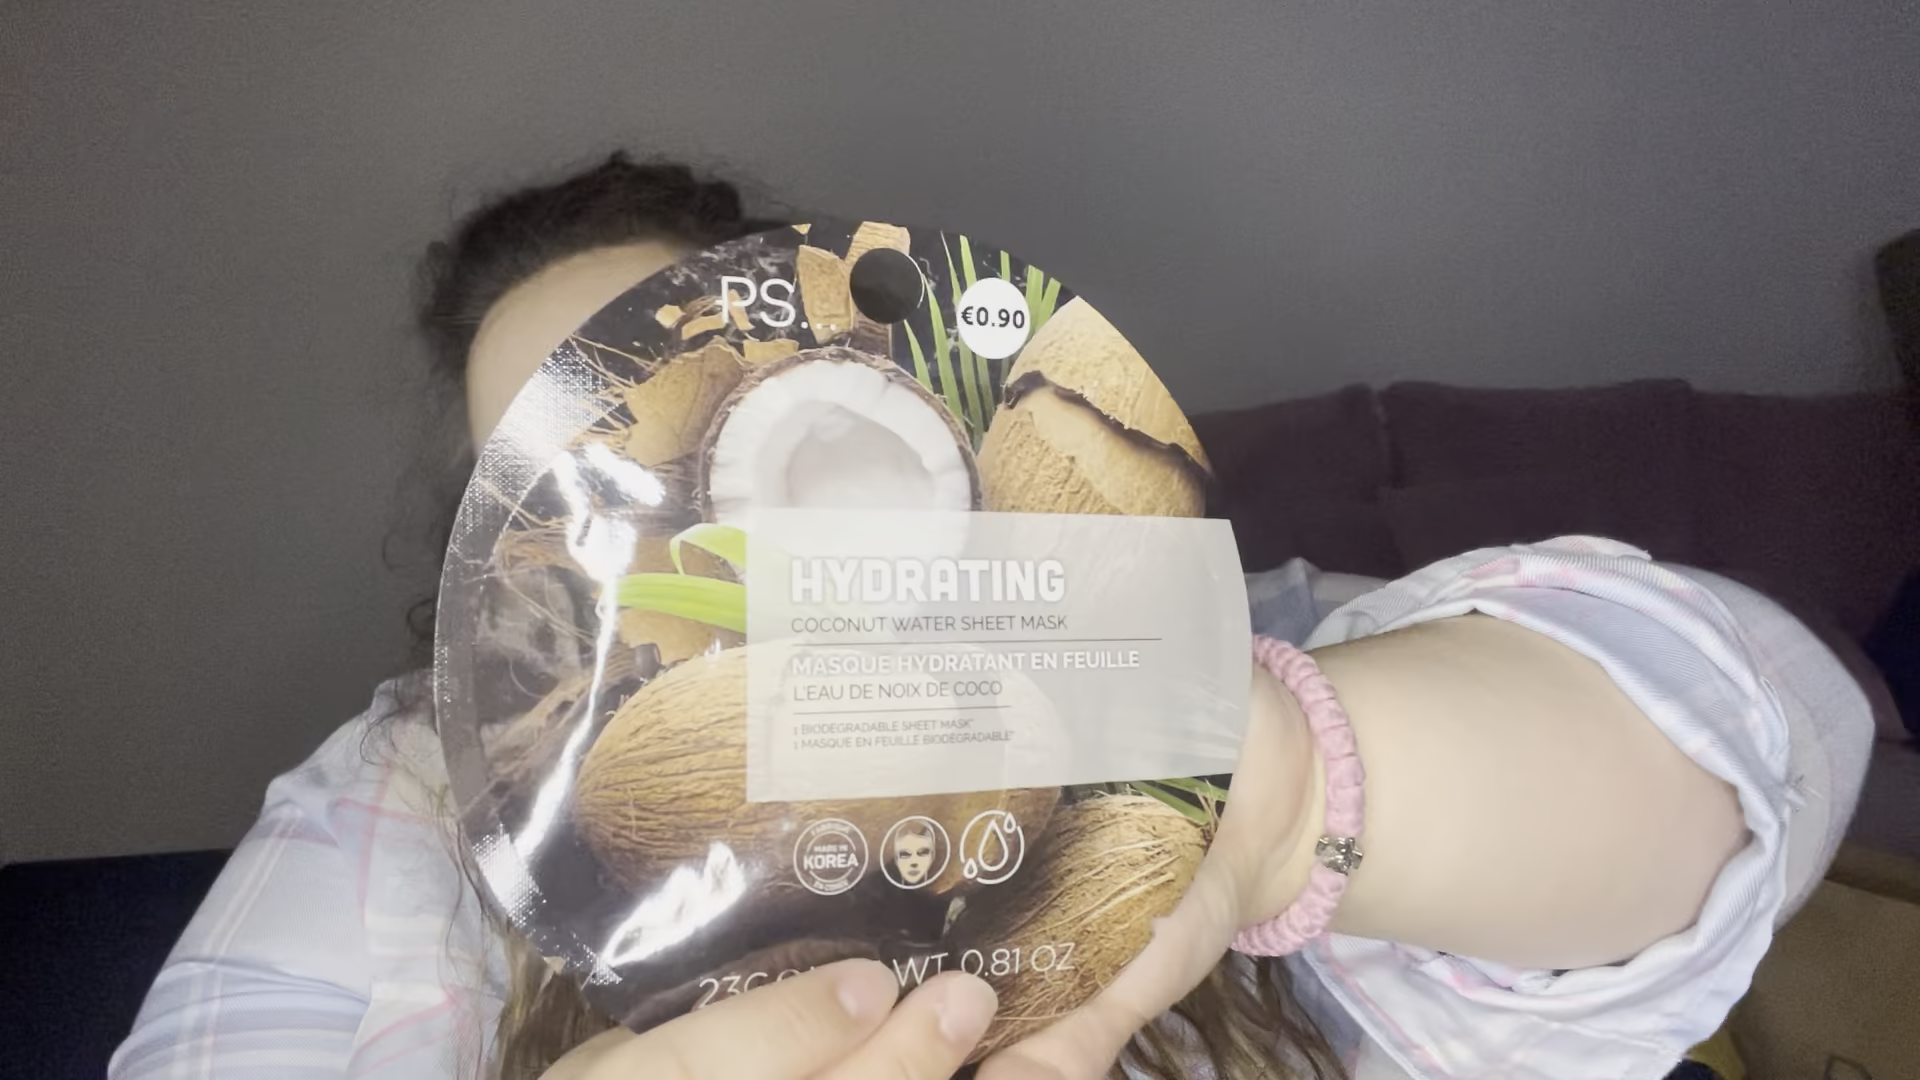 PS...
€0.90
HYDRATING
COCONUT WATER SHEET MASK
MASQUE HYDRATANT EN FEUILLE
L'EAU DE NOIX DE COCO
1 BIODEGRADABLE SHEET MASK*
1 MASQUE EN FEUILLE BIODÉGRADABLE*
MADE IN
KOREA
WT 0.81 OZ